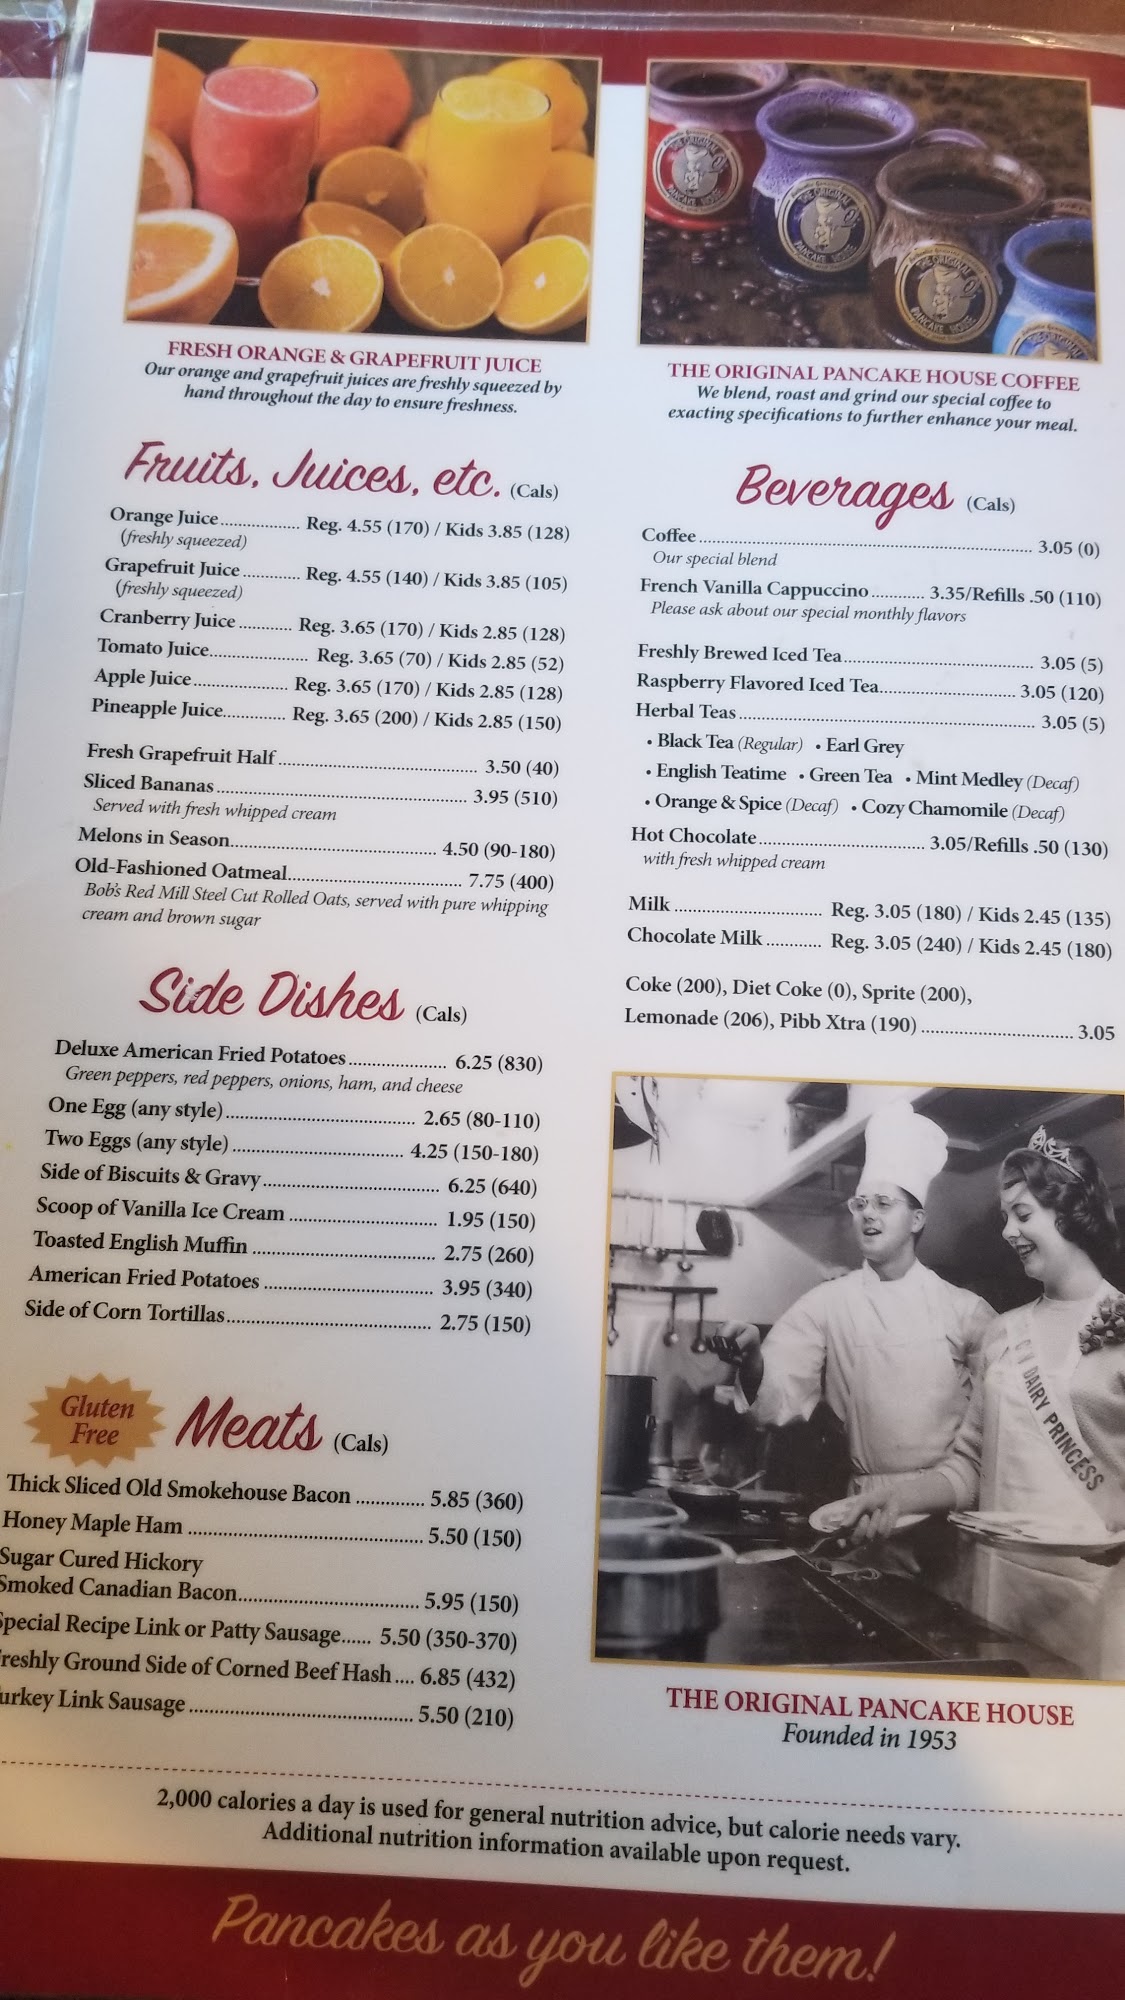 THE ORIGINAL PANCAKE HOUSE
THE ORIGINAL PANCAKE HOUSE
THE ORIGINAL PANCAKE HOUSE
FRESH ORANGE & GRAPEFRUIT JUICE
Our orange and grapefruit juices are freshly squeezed by
hand throughout the day to ensure freshness.
THE ORIGINAL PANCAKE HOUSE COFFEE
We blend, roast and grind our special coffee to
exacting specifications to further enhance your meal.
Fruits, Juices, etc. (Cals)
Orange Juice ................ Reg. 4.55 (170) / Kids 3.85 (128)
(freshly squeezed)
Grapefruit Juice ............ Reg. 4.55 (140) / Kids 3.85 (105)
(freshly squeezed)
Cranberry Juice ........... Reg. 3.65 (170) / Kids 2.85 (128)
Tomato Juice.................... Reg. 3.65 (70) / Kids 2.85 (52)
Apple Juice ................... Reg. 3.65 (170) / Kids 2.85 (128)
Pineapple Juice............. Reg. 3.65 (200) / Kids 2.85 (150)
Fresh Grapefruit Half ........................................ 3.50 (40)
Sliced Bananas .................................................. 3.95 (510)
Served with fresh whipped cream
Melons in Season.......................................... 4.50 (90-180)
Old-Fashioned Oatmeal................................... 7.75 (400)
Bob's Red Mill Steel Cut Rolled Oats, served with pure whipping
cream and brown sugar
Side Dishes (Cals)
Deluxe American Fried Potatoes .................... 6.25 (830)
Green peppers, red peppers, onions, ham, and cheese
One Egg (any style) ...................................... 2.65 (80-110)
Two Eggs (any style) .................................. 4.25 (150-180)
Side of Biscuits & Gravy................................... 6.25 (640)
Scoop of Vanilla Ice Cream .............................. 1.95 (150)
Toasted English Muffin ..................................... 2.75 (260)
American Fried Potatoes .................................. 3.95 (340)
Side of Corn Tortillas......................................... 2.75 (150)
Gluten
Free
Meats (Cals)
Thick Sliced Old Smokehouse Bacon .............. 5.85 (360)
Honey Maple Ham ............................................... 5.50 (150)
Sugar Cured Hickory
Smoked Canadian Bacon..................................... 5.95 (150)
Special Recipe Link or Patty Sausage...... 5.50 (350-370)
reshly Ground Side of Corned Beef Hash .... 6.85 (432)
urkey Link Sausage ............................................. 5.50 (210)
Beverages (Cals)
Coffee ................................................................... 3.05 (0)
Our special blend
French Vanilla Cappuccino ........... 3.35/Refills .50 (110)
Please ask about our special monthly flavors
Freshly Brewed Iced Tea...................................... 3.05 (5)
Raspberry Flavored Iced Tea........................... 3.05 (120)
Herbal Teas ........................................................... 3.05 (5)
• Black Tea (Regular) • Earl Grey
• English Teatime • Green Tea • Mint Medley (Decaf)
• Orange & Spice (Decaf) • Cozy Chamomile (Decaf)
Hot Chocolate .................................. 3.05/Refills .50 (130)
with fresh whipped cream
Milk .............................. Reg. 3.05 (180) / Kids 2.45 (135)
Chocolate Milk ........... Reg. 3.05 (240) / Kids 2.45 (180)
Coke (200), Diet Coke (0), Sprite (200),
Lemonade (206), Pibb Xtra (190) .............................. 3.05
DAIRY PRINCESS
THE ORIGINAL PANCAKE HOUSE
Founded in 1953
2,000 calories a day is used for general nutrition advice, but calorie needs vary.
Additional nutrition information available upon request.
Pancakes as you like them!